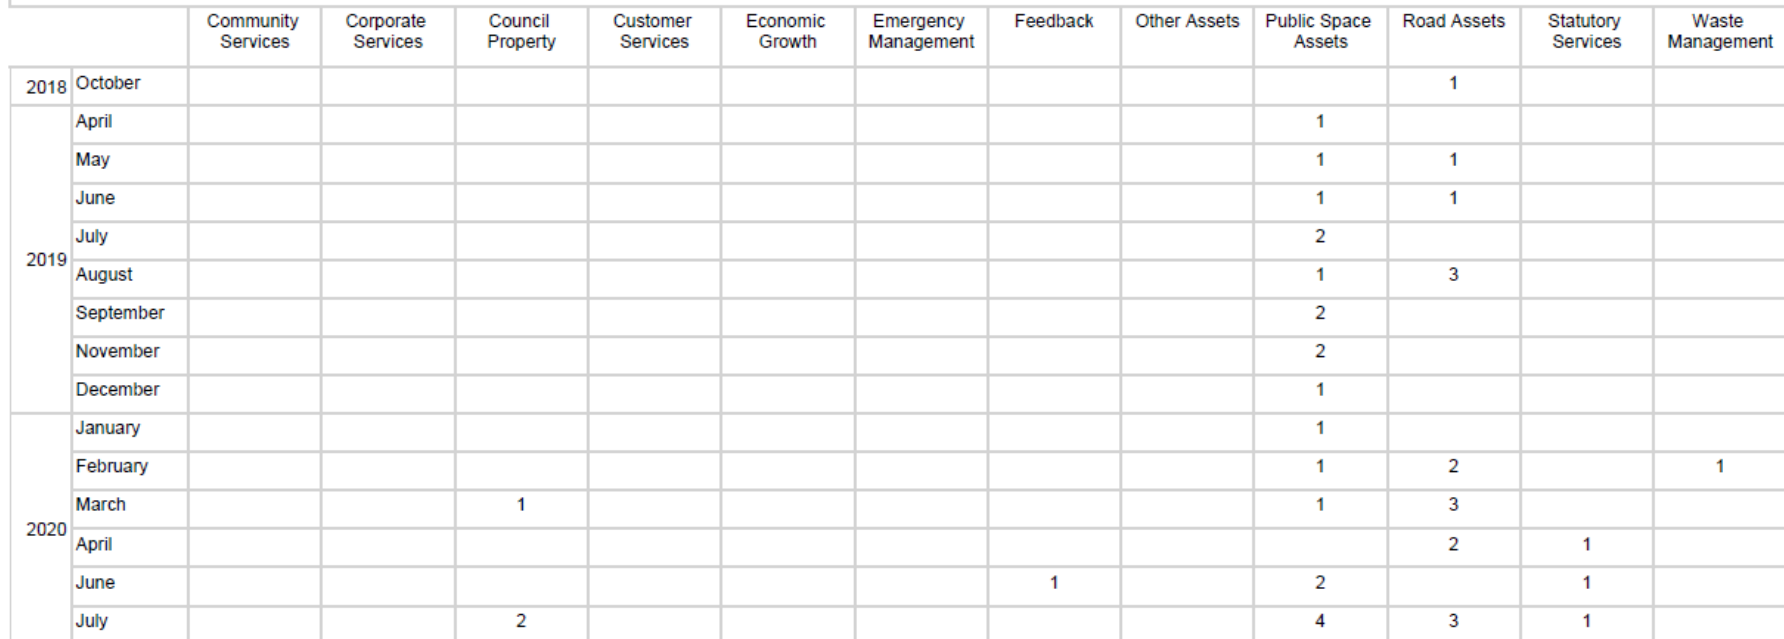 Community Services Corporate Services Council Property Customer Services Economic Growth Emergency Management Feedback Other Assets Public Space Assets Road Assets Statutory Services Waste Management
2018 October 1
2019 April 1
May 1 1
June 1 1
July 2
August 1 3
September 2
November 2
December 1
2020 January 1
February 1 2 1
March 1 1 3
April 2 1
June 1 2 1
July 2 4 3 1